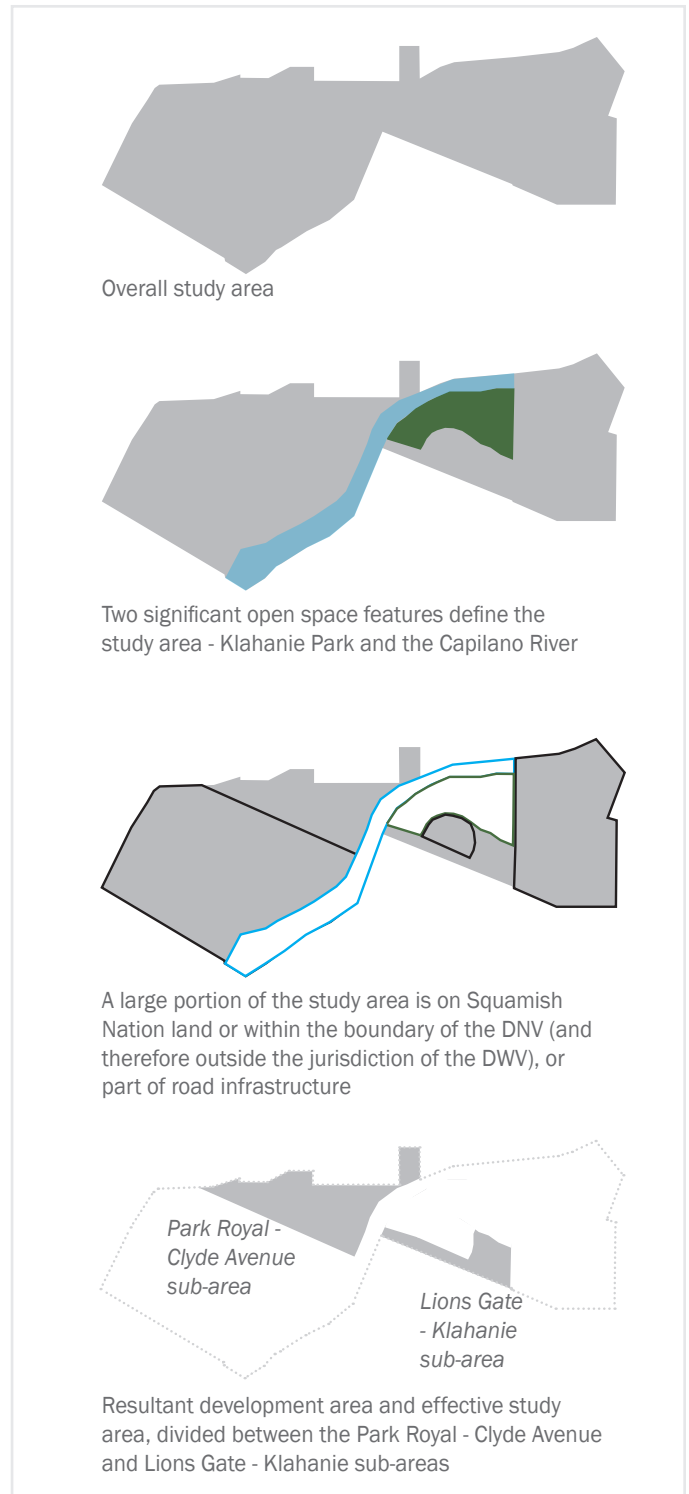 Overall study area
Two significant open space features define the
study area - Klahanie Park and the Capilano River
A large portion of the study area is on Squamish
Nation land or within the boundary of the DNV (and
therefore outside the jurisdiction of the DWV), or
part of road infrastructure
Park Royal -
Clyde Avenue
sub-area
Lions Gate
- Klahanie
sub-area
Resultant development area and effective study
area, divided between the Park Royal - Clyde Avenue
and Lions Gate - Klahanie sub-areas